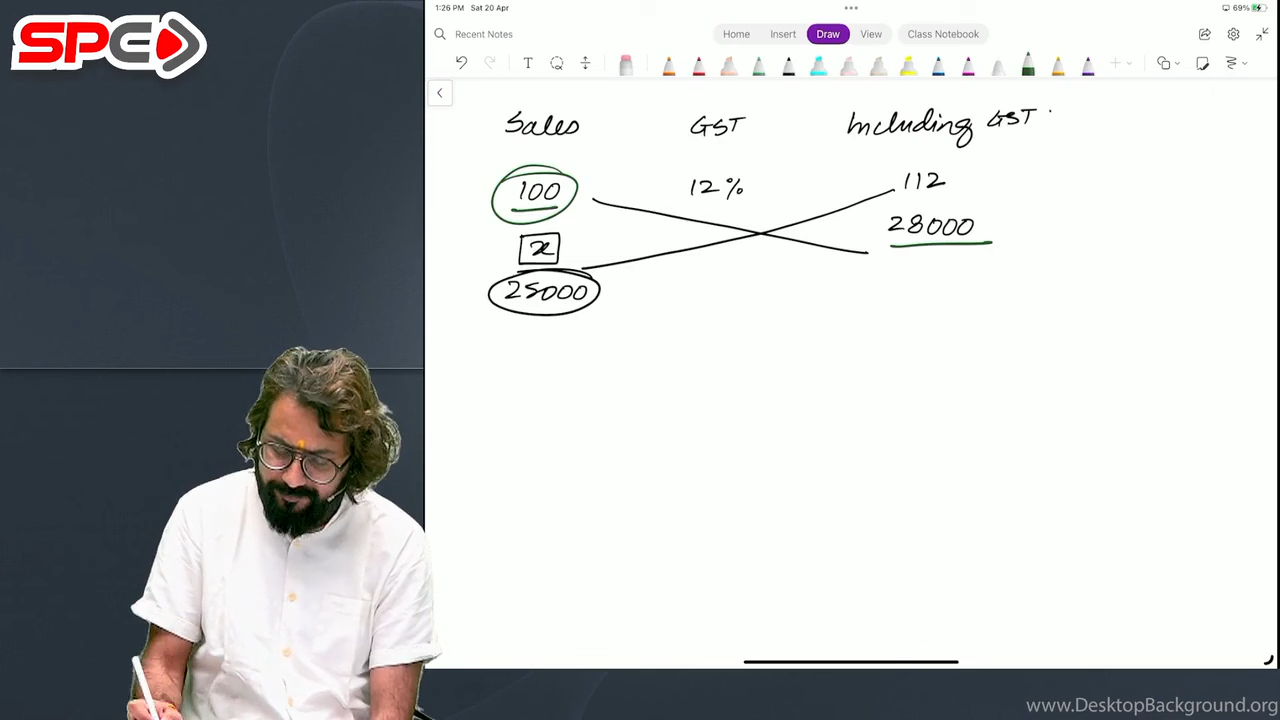 SPED
1:26 PM Sat 20 Apr
69%
Recent Notes
Home Insert Draw View Class Notebook
T
Sales GST Including GST
100 12% 112
x 28000
25000
www.DesktopBackground.org